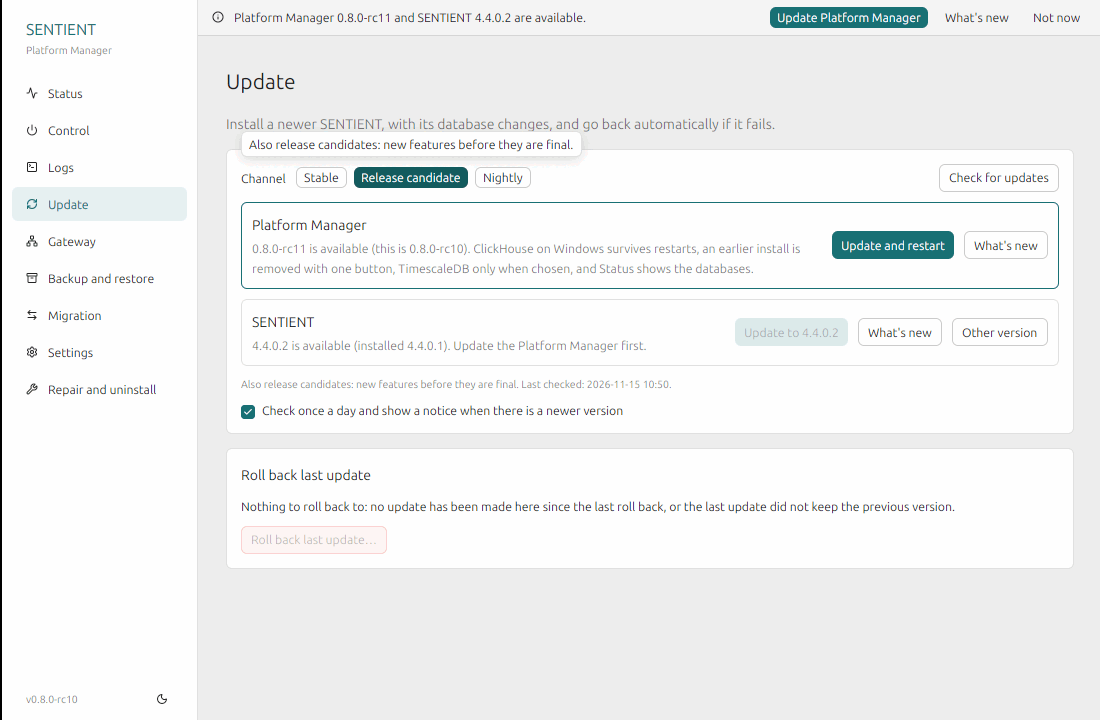 SENTIENT
Platform Manager
Status
Control
Logs
Update
Gateway
Backup and restore
Migration
Settings
Repair and uninstall
v0.8.0-rc10
Platform Manager 0.8.0-rc11 and SENTIENT 4.4.0.2 are available.
Update Platform Manager
What's new
Not now
Update
Install a newer SENTIENT, with its database changes, and go back automatically if it fails.
Also release candidates: new features before they are final.
Channel
Stable
Release candidate
Nightly
Check for updates
Platform Manager
0.8.0-rc11 is available (this is 0.8.0-rc10). ClickHouse on Windows survives restarts, an earlier install is
removed with one button, TimescaleDB only when chosen, and Status shows the databases.
Update and restart
What's new
SENTIENT
4.4.0.2 is available (installed 4.4.0.1). Update the Platform Manager first.
Update to 4.4.0.2
What's new
Other version
Also release candidates: new features before they are final. Last checked: 2026-11-15 10:50.
Check once a day and show a notice when there is a newer version
Roll back last update
Nothing to roll back to: no update has been made here since the last roll back, or the last update did not keep the previous version.
Roll back last update...